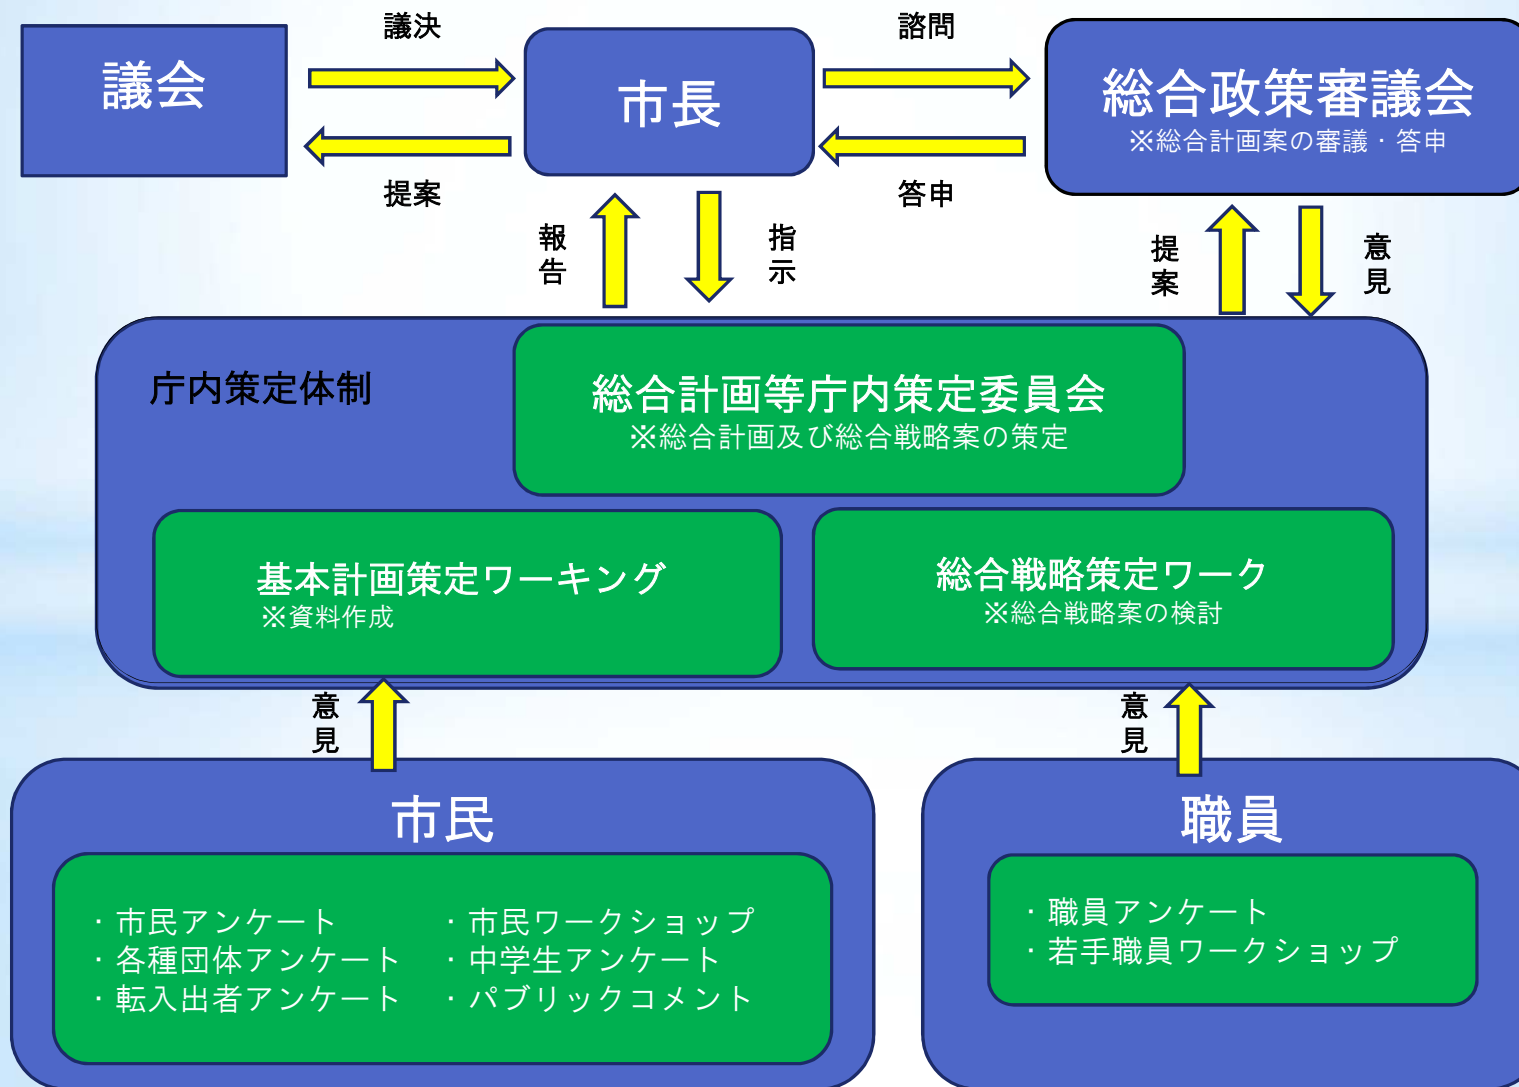 議決
諮問
議会
市長
総合政策審議会
※総合計画案の審議・答申
提案
答申
報告
指示
提案
意見
庁内策定体制
総合計画等庁内策定委員会
※総合計画及び総合戦略案の策定
基本計画策定ワーキング
※資料作成
総合戦略策定ワーク
※総合戦略案の検討
意見
意見
市民
・市民アンケート
・各種団体アンケート
・転入出者アンケート
・市民ワークショップ
・中学生アンケート
・パブリックコメント
職員
・職員アンケート
・若手職員ワークショップ